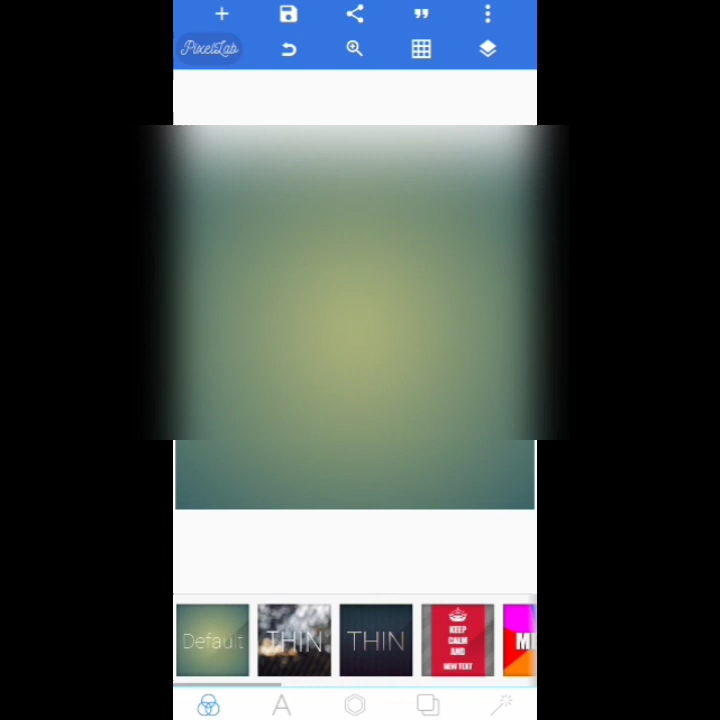 PixelLab
Default
THIN
THIN
KEEP
CALM
AND
NEW TEXT